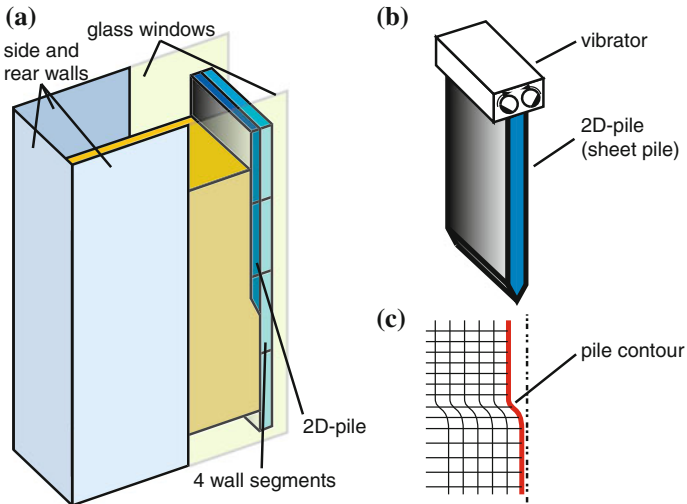 (a)
glass windows
side and
rear walls
2D-pile
4 wall segments
(b)
vibrator
2D-pile
(sheet pile)
(c)
pile contour